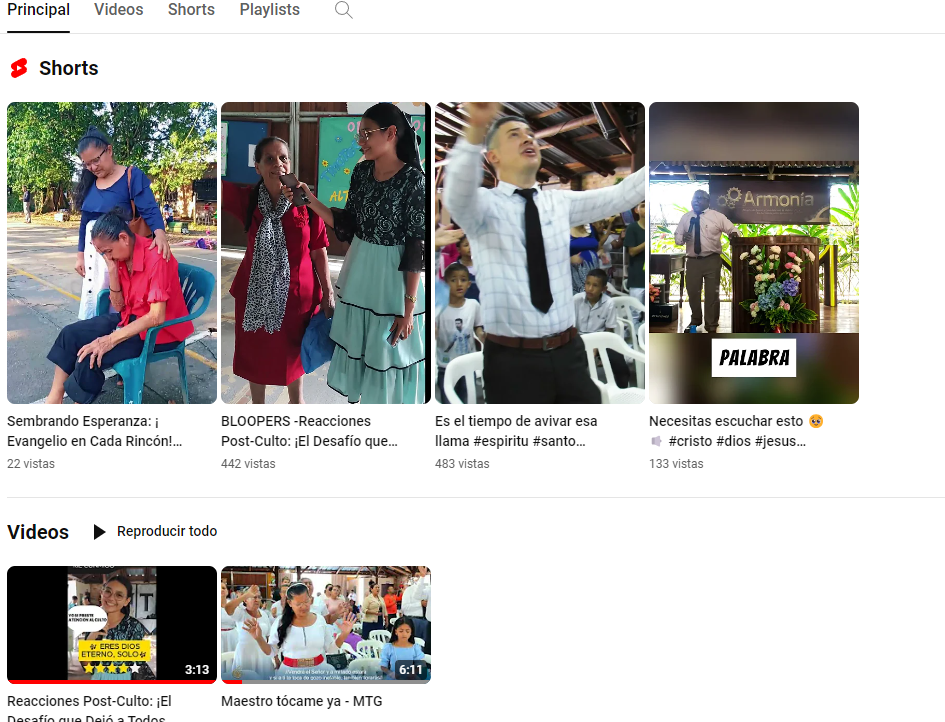 Principal Videos Shorts Playlists
Shorts
Armonía
PALABRA
Sembrando Esperanza: ¡
Evangelio en Cada Rincón!...
22 vistas
BLOOPERS -Reacciones
Post-Culto: ¡El Desafío que...
442 vistas
Es el tiempo de avivar esa
llama #espiritu #santo...
483 vistas
Necesitas escuchar esto 🥹
📢 #cristo #dios #jesus...
133 vistas
Videos Reproducir todo
YO SI PRESTE
ATENCIÓN AL CULTO
ERES DIOS
ETERNO, SOLO
3:13
6:11
Reacciones Post-Culto: ¡El
Desafío que Dejó a Todos
Maestro tócame ya - MTG